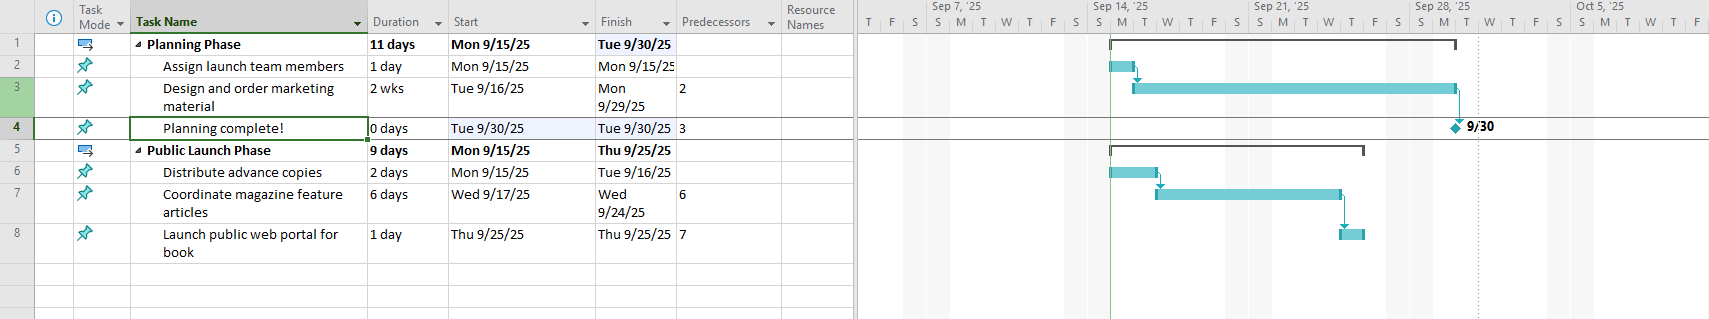 Task Mode Task Name Duration Start Finish Predecessors Resource Names
Sep 7, '25 Sep 14, '25 Sep 21, '25 Sep 28, '25 Oct 5, '25
T F S S M T W T F S S M T W T F S S M T W T F S S M T W T F S S M T W T F
1 Planning Phase 11 days Mon 9/15/25 Tue 9/30/25
2 Assign launch team members 1 day Mon 9/15/25 Mon 9/15/25
3 Design and order marketing material 2 wks Tue 9/16/25 Mon 9/29/25 2
4 Planning complete! 0 days Tue 9/30/25 Tue 9/30/25 3
9/30
5 Public Launch Phase 9 days Mon 9/15/25 Thu 9/25/25
6 Distribute advance copies 2 days Mon 9/15/25 Tue 9/16/25
7 Coordinate magazine feature articles 6 days Wed 9/17/25 Wed 9/24/25 6
8 Launch public web portal for book 1 day Thu 9/25/25 Thu 9/25/25 7